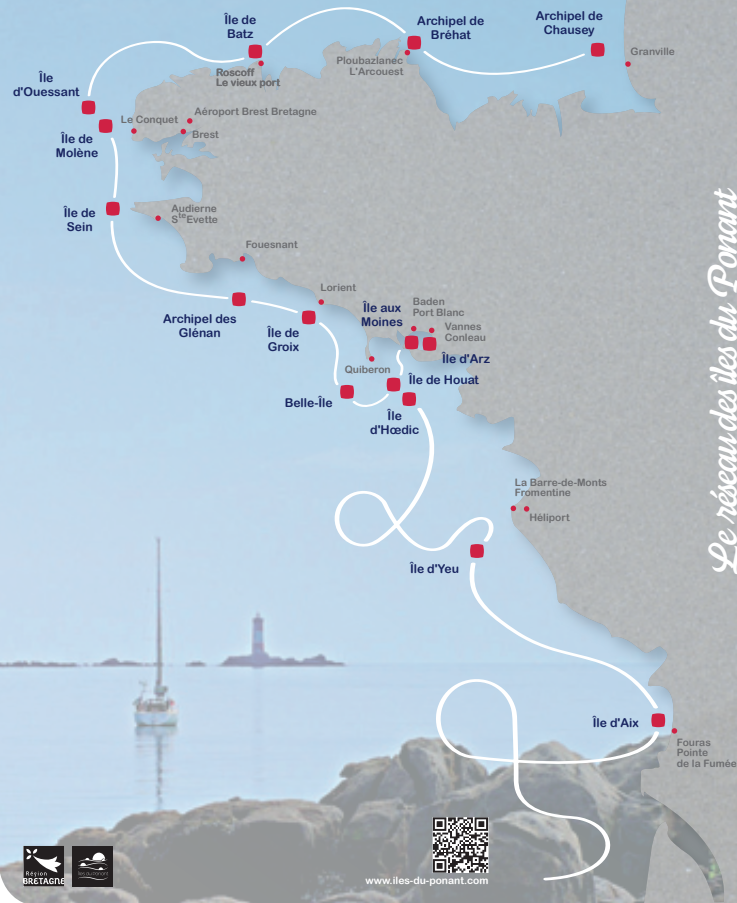 Île de
Batz
Archipel de
Bréhat
Archipel de
Chausey
Granville
Ploubazlanec
L'Arcouest
Roscoff
Le vieux port
Île
d'Ouessant
Le Conquet
Aéroport Brest Bretagne
Brest
Île de
Molène
Île de
Sein
Audierne
Ste Evette
Fouesnant
Lorient
Archipel des
Glénan
Île de
Groix
Île aux
Moines
Baden
Port Blanc
Vannes
Conleau
Île d'Arz
Quiberon
Île de Houat
Belle-Île
Île
d'Hœdic
La Barre-de-Monts
Fromentine
Héliport
Île d'Yeu
Île d'Aix
Fouras
Pointe
de la Fumée
Le réseau des îles du Ponant
Région
BRETAGNE
Iles du Ponant
www.iles-du-ponant.com